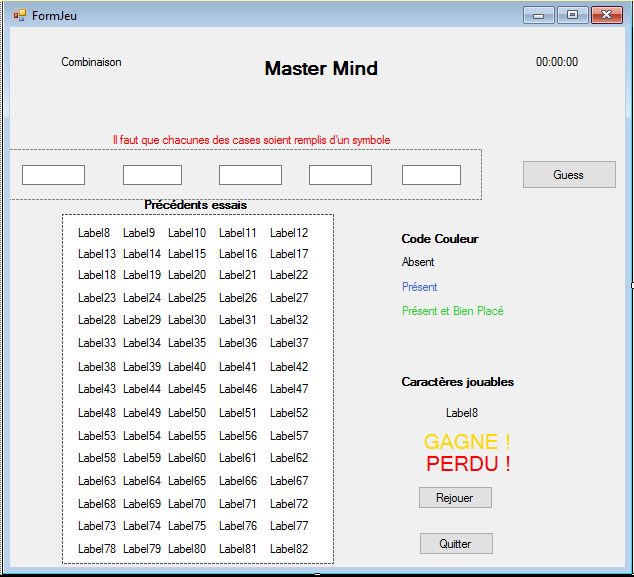 FormJeu
Combinaison Master Mind 00:00:00
Il faut que chacunes des cases soient remplis d'un symbole
Guess
Précédents essais
Label8 Label9 Label10 Label11 Label12
Label13 Label14 Label15 Label16 Label17
Label18 Label19 Label20 Label21 Label22
Label23 Label24 Label25 Label26 Label27
Label28 Label29 Label30 Label31 Label32
Label33 Label34 Label35 Label36 Label37
Label38 Label39 Label40 Label41 Label42
Label43 Label44 Label45 Label46 Label47
Label48 Label49 Label50 Label51 Label52
Label53 Label54 Label55 Label56 Label57
Label58 Label59 Label60 Label61 Label62
Label63 Label64 Label65 Label66 Label67
Label68 Label69 Label70 Label71 Label72
Label73 Label74 Label75 Label76 Label77
Label78 Label79 Label80 Label81 Label82
Code Couleur
Absent
Présent
Présent et Bien Placé
Caractères jouables
Label8
GAGNE !
PERDU !
Rejouer
Quitter